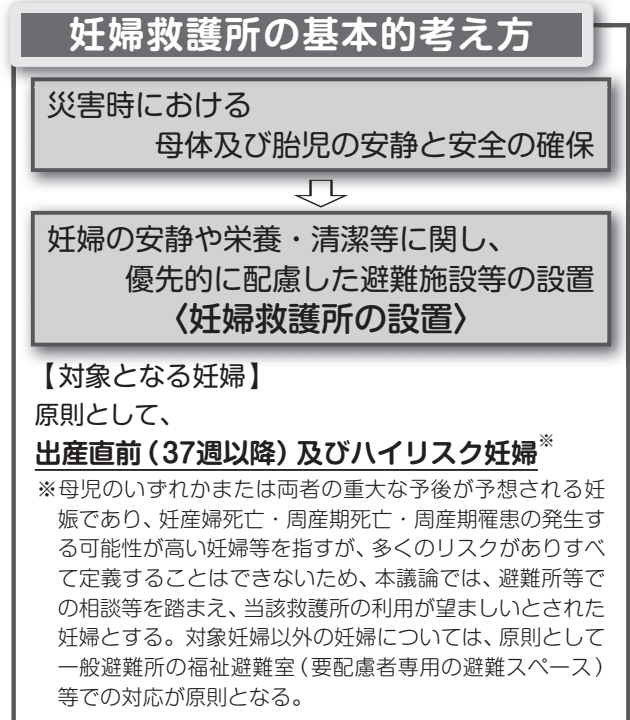 妊婦救護所の基本的考え方
災害時における
母体及び胎児の安静と安全の確保
妊婦の安静や栄養・清潔等に関し、
優先的に配慮した避難施設等の設置
〈妊婦救護所の設置〉
【対象となる妊婦】
原則として、
出産直前(37週以降)及びハイリスク妊婦※
※母児のいずれかまたは両者の重大な予後が予想される妊
娠であり、妊産婦死亡・周産期死亡・周産期罹患の発生す
る可能性が高い妊婦等を指すが、多くのリスクがありすべ
て定義することはできないため、本議論では、避難所等で
の相談等を踏まえ、当該救護所の利用が望ましいとされた
妊婦とする。対象妊婦以外の妊婦については、原則として
一般避難所の福祉避難室(要配慮者専用の避難スペース)
等での対応が原則となる。